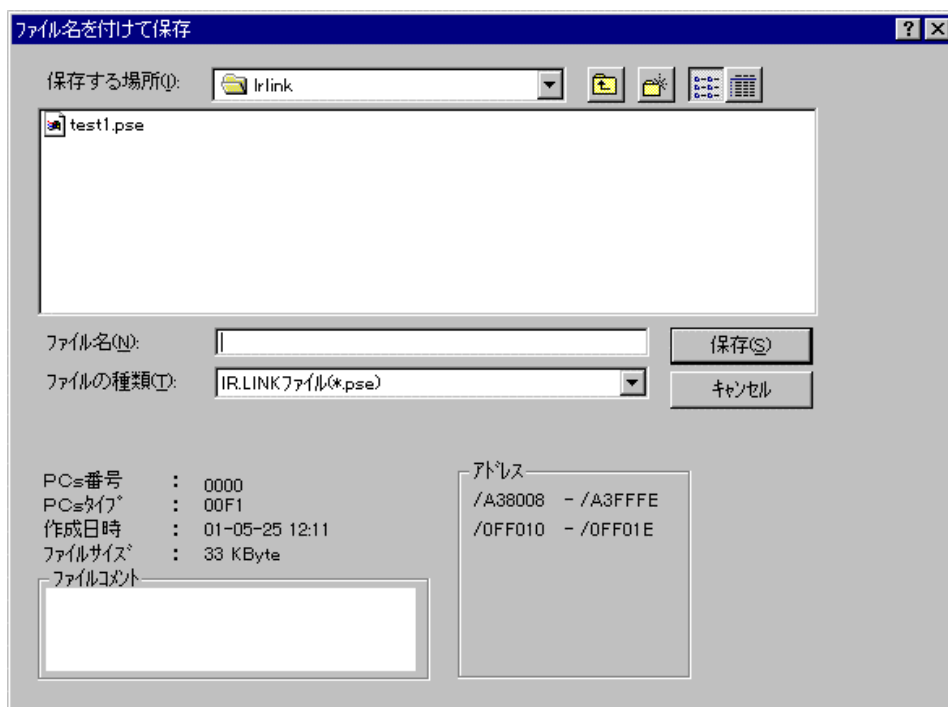 ファイル名を付けて保存
保存する場所(I):
Irlink
test1.pse
ファイル名(N):
保存(S)
ファイルの種類(T):
IR.LINKファイル(*.pse)
キャンセル
PCs番号 : 0000
PCsタイプ : 00F1
作成日時 : 01-05-25 12:11
ファイルサイズ : 33 KByte
ファイルコメント
アドレス
/A38008 - /A3FFFE
/0FF010 - /0FF01E